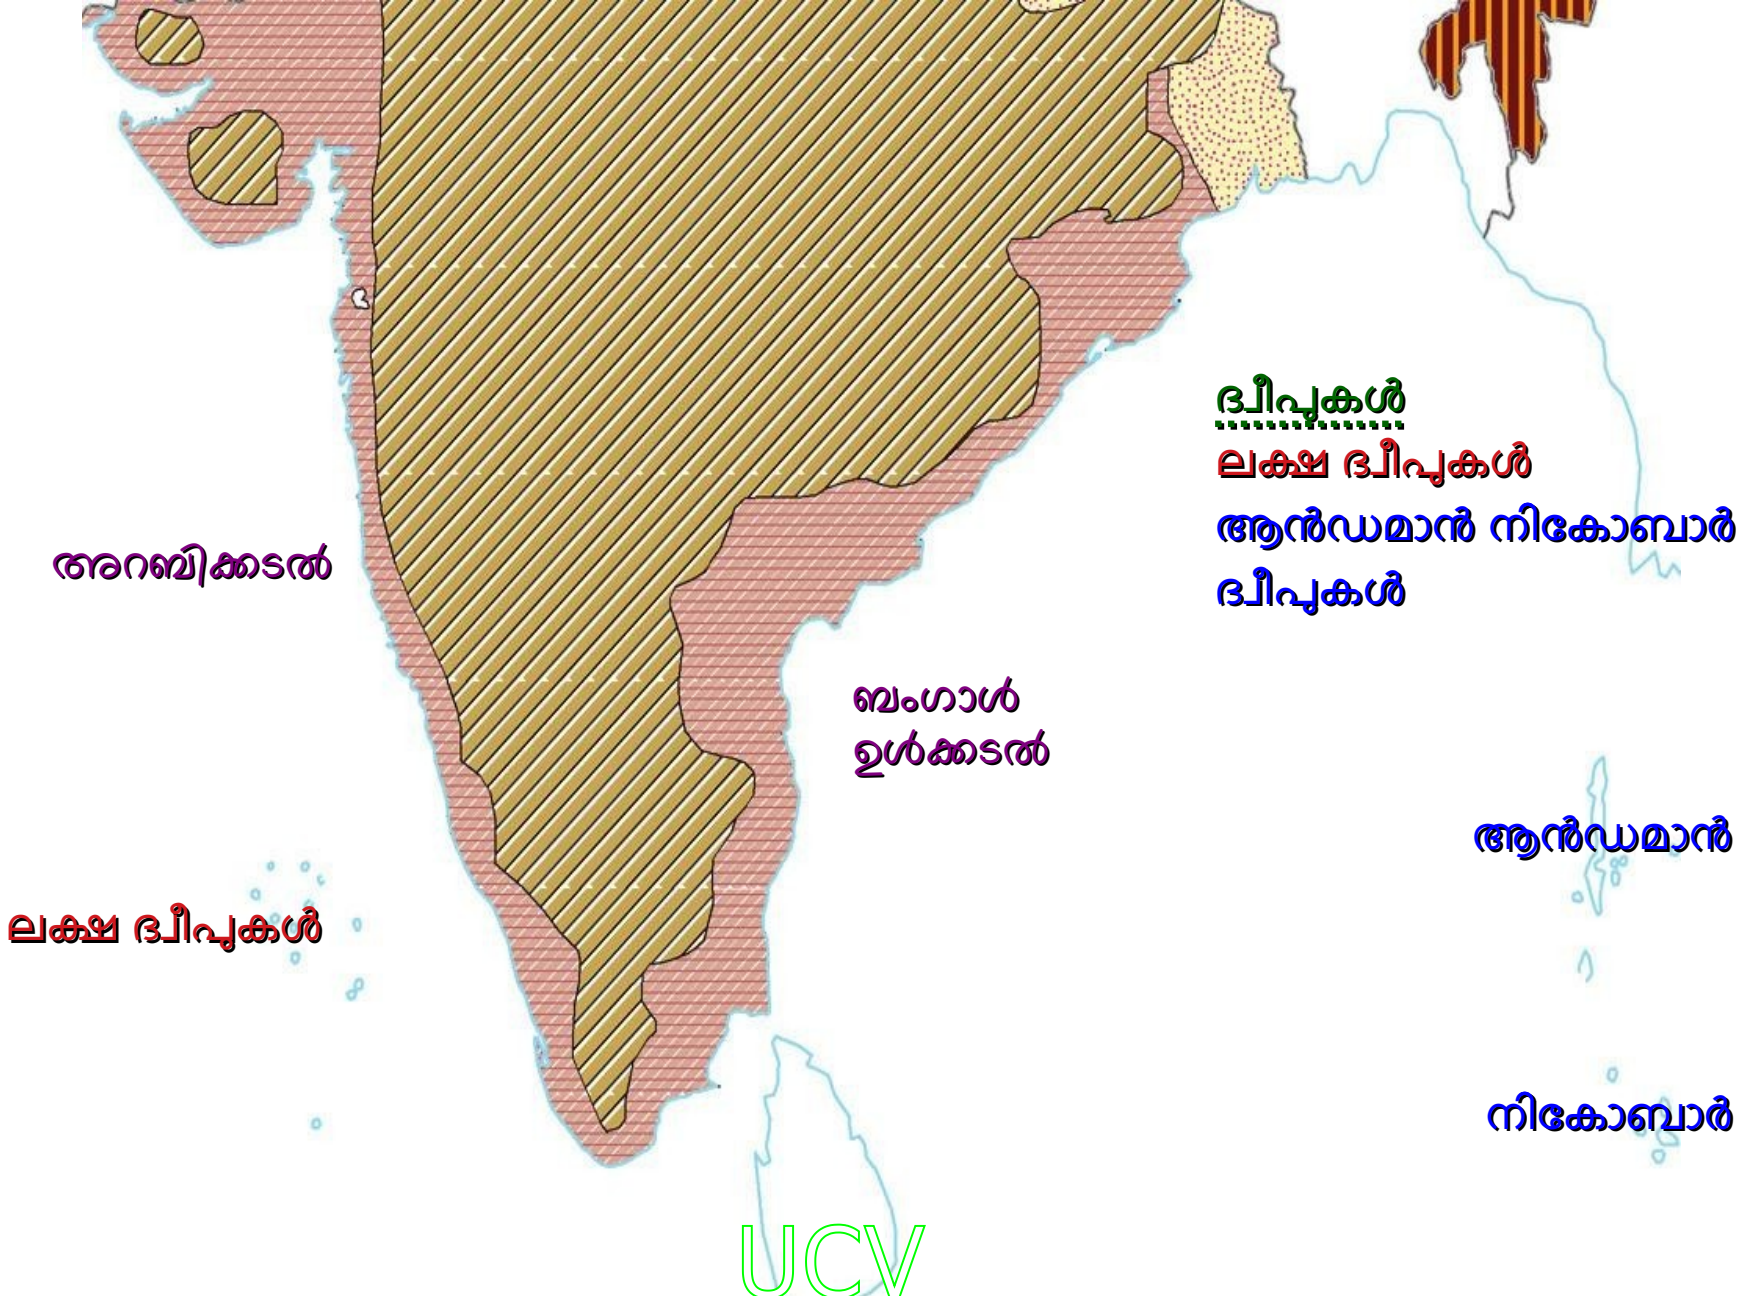 ദ്വീപുകൾ
ലക്ഷ ദ്വീപുകൾ
ആൻഡമാൻ നികോബാർ
ദ്വീപുകൾ
അറബിക്കടൽ
ബംഗാൾ
ഉൾക്കടൽ
ആൻഡമാൻ
ലക്ഷ ദ്വീപുകൾ
നികോബാർ
UCV